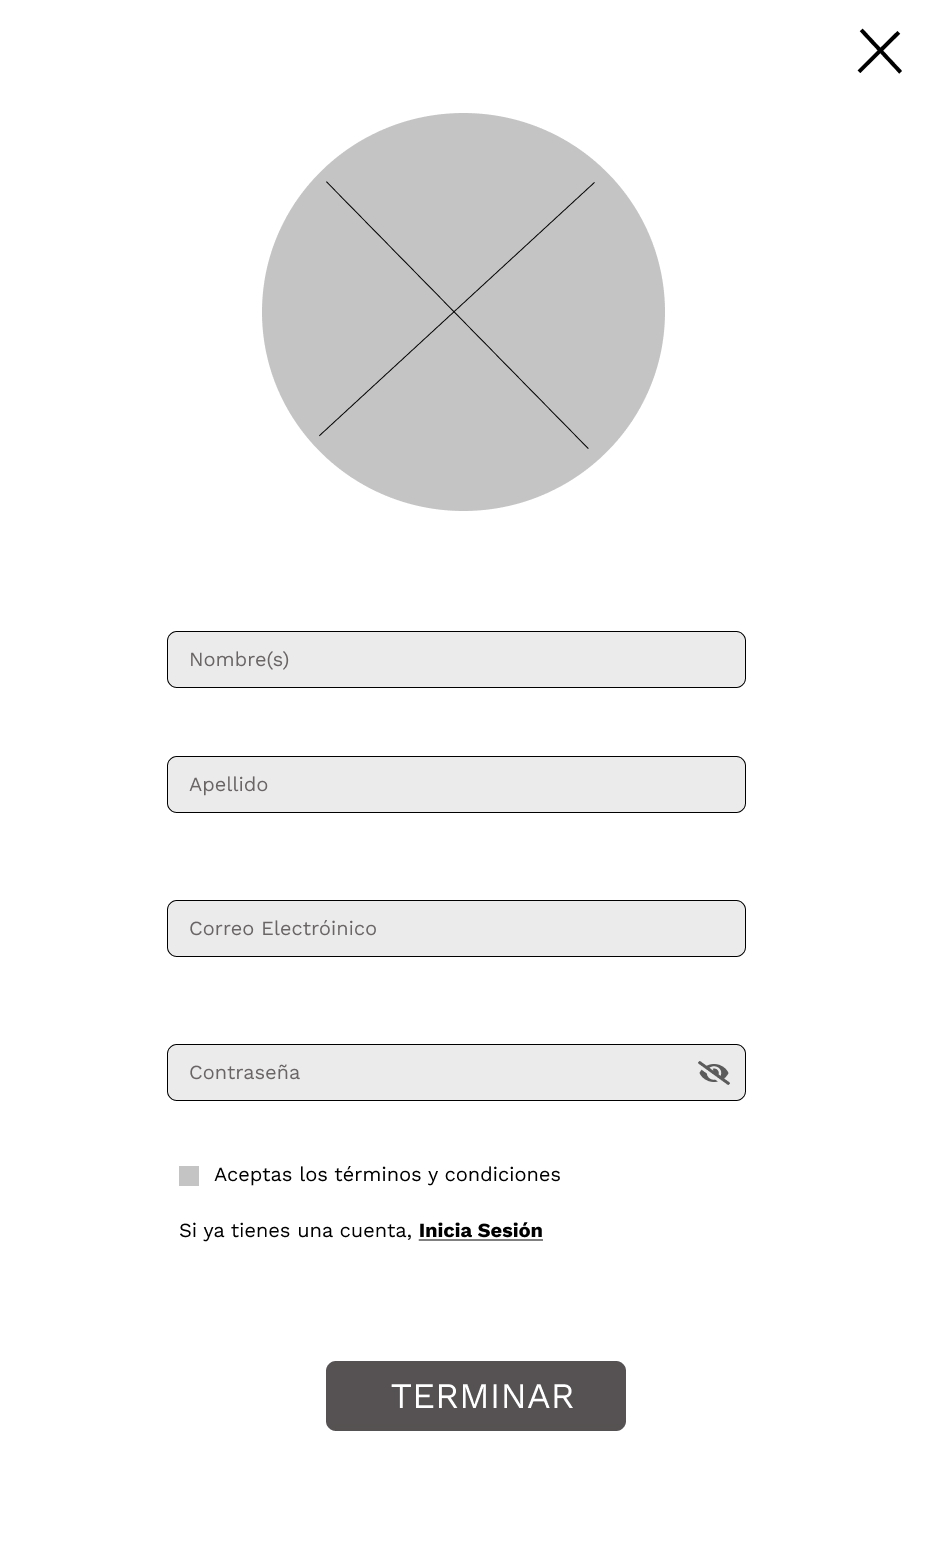 Nombre(s)
Apellido
Correo Electróinico
Contraseña
Aceptas los términos y condiciones
Si ya tienes una cuenta, Inicia Sesión
TERMINAR